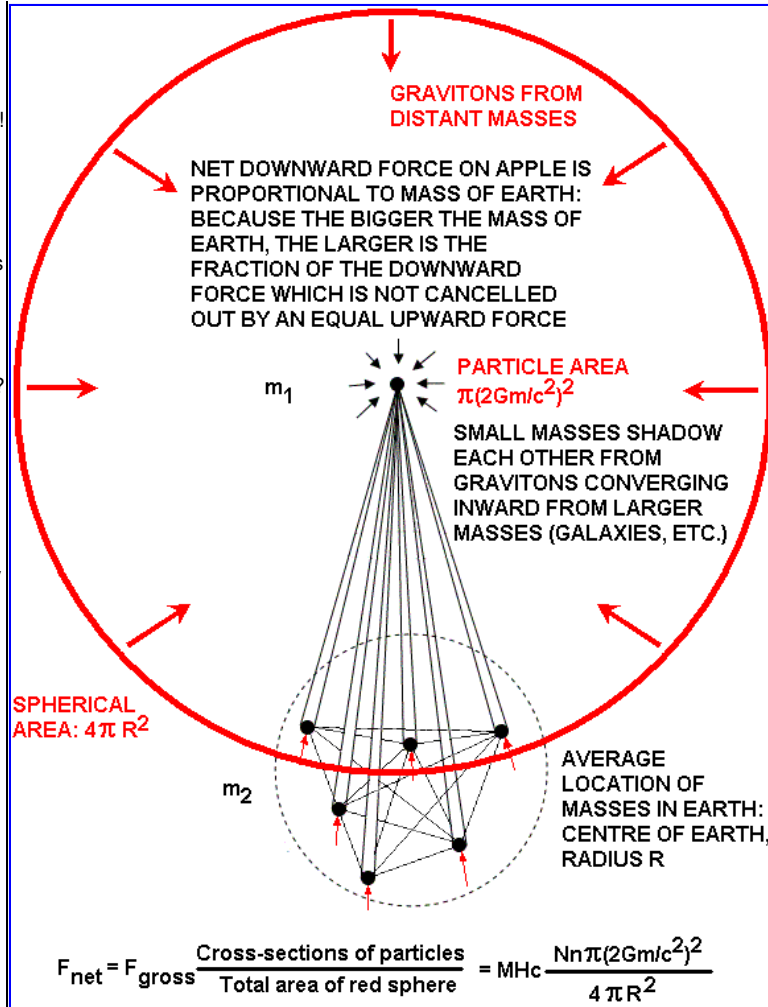 GRAVITONS FROM
DISTANT MASSES
!
NET DOWNWARD FORCE ON APPLE IS
PROPORTIONAL TO MASS OF EARTH:
BECAUSE THE BIGGER THE MASS OF
EARTH, THE LARGER IS THE
FRACTION OF THE DOWNWARD
FORCE WHICH IS NOT CANCELLED
OUT BY AN EQUAL UPWARD FORCE
s
?
m₁
PARTICLE AREA
π(2Gm/c²)²
SMALL MASSES SHADOW
EACH OTHER FROM
GRAVITONS CONVERGING
INWARD FROM LARGER
MASSES (GALAXIES, ETC.)
SPHERICAL
AREA: 4π R²
m₂
AVERAGE
LOCATION OF
MASSES IN EARTH:
CENTRE OF EARTH,
RADIUS R
F_net = F_gross Cross-sections of particles / Total area of red sphere = MHc Nnπ(2Gm/c²)² / 4πR²